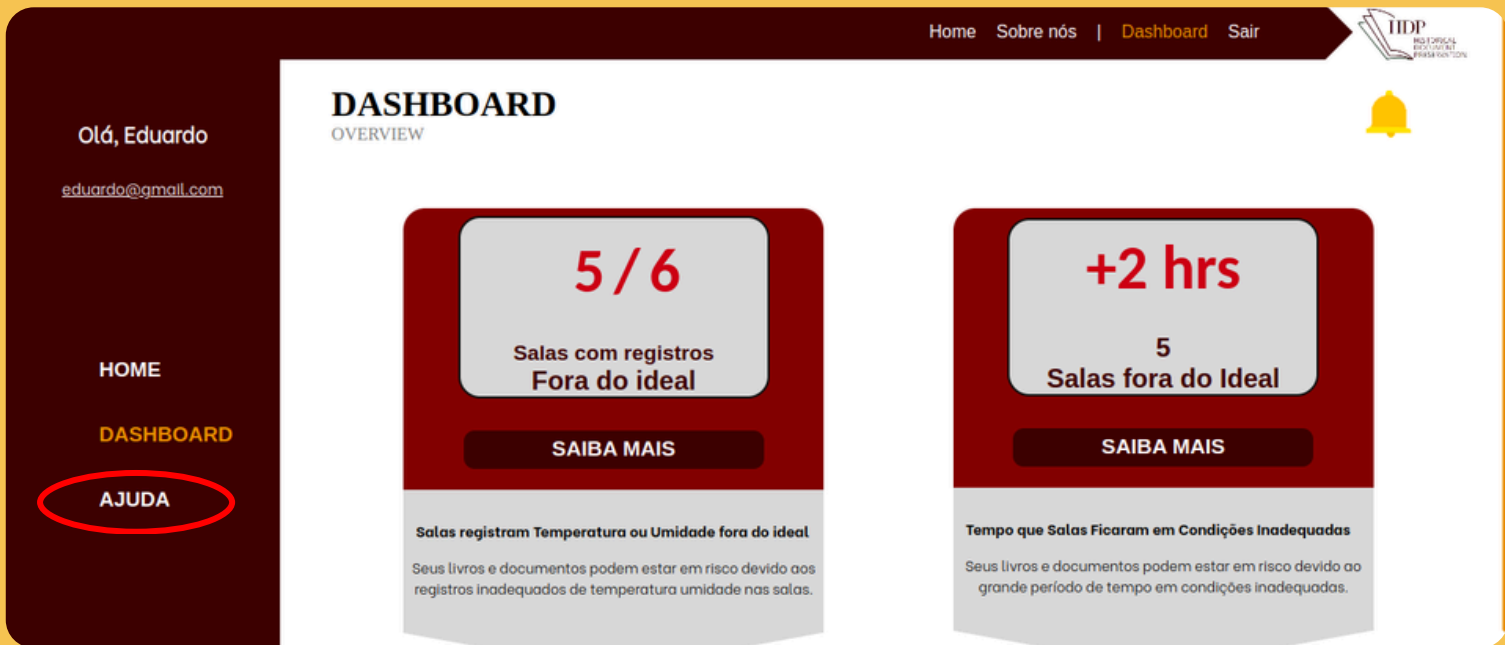 Home Sobre nós | Dashboard Sair
HDP
HISTORICAL
DOCUMENT
PRESERVATION
Olá, Eduardo
eduardo@gmail.com
HOME
DASHBOARD
AJUDA
DASHBOARD
OVERVIEW
5 / 6
Salas com registros
Fora do ideal
SAIBA MAIS
Salas registram Temperatura ou Umidade fora do ideal
Seus livros e documentos podem estar em risco devido aos
registros inadequados de temperatura umidade nas salas.
+2 hrs
5
Salas fora do Ideal
SAIBA MAIS
Tempo que Salas Ficaram em Condições Inadequadas
Seus livros e documentos podem estar em risco devido ao
grande período de tempo em condições inadequadas.